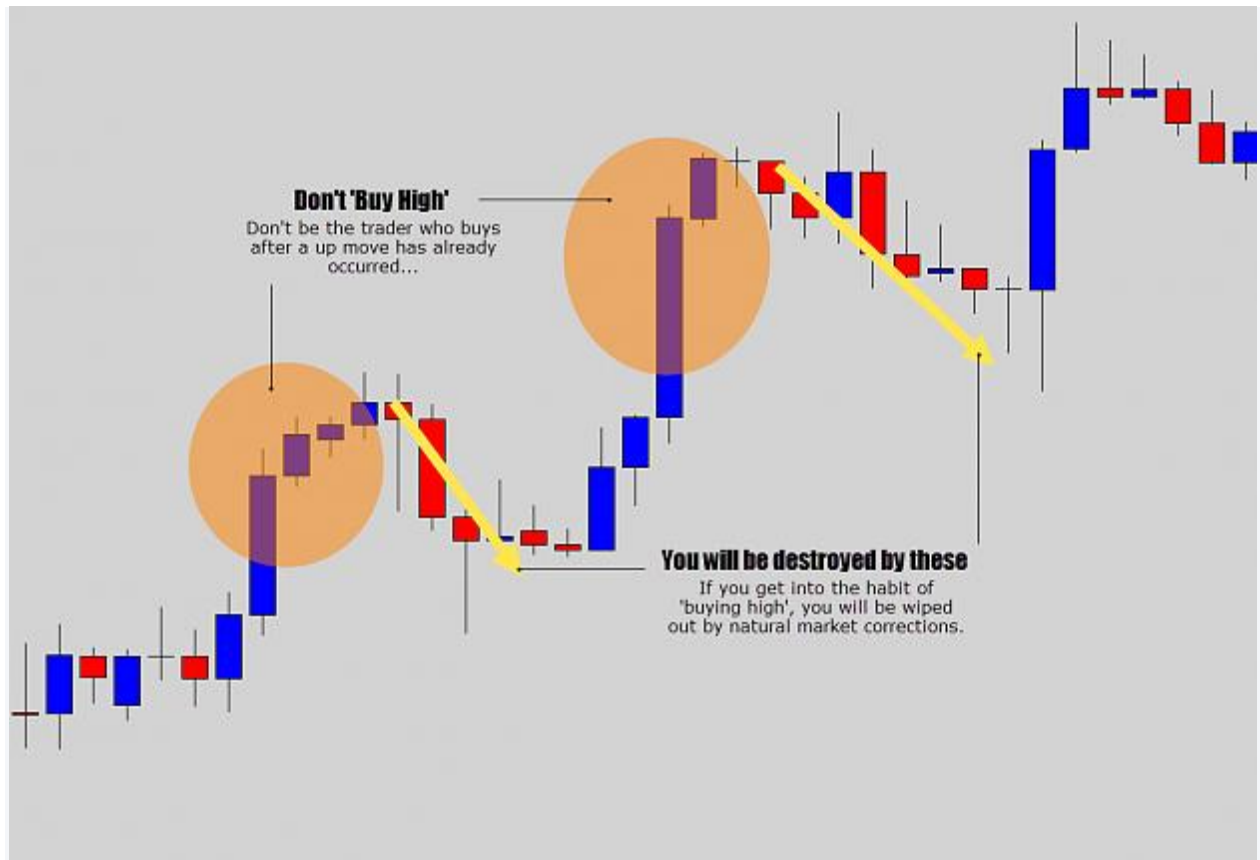 Don't 'Buy High'
Don't be the trader who buys
after a up move has already
occurred...
You will be destroyed by these
If you get into the habit of
'buying high', you will be wiped
out by natural market corrections.